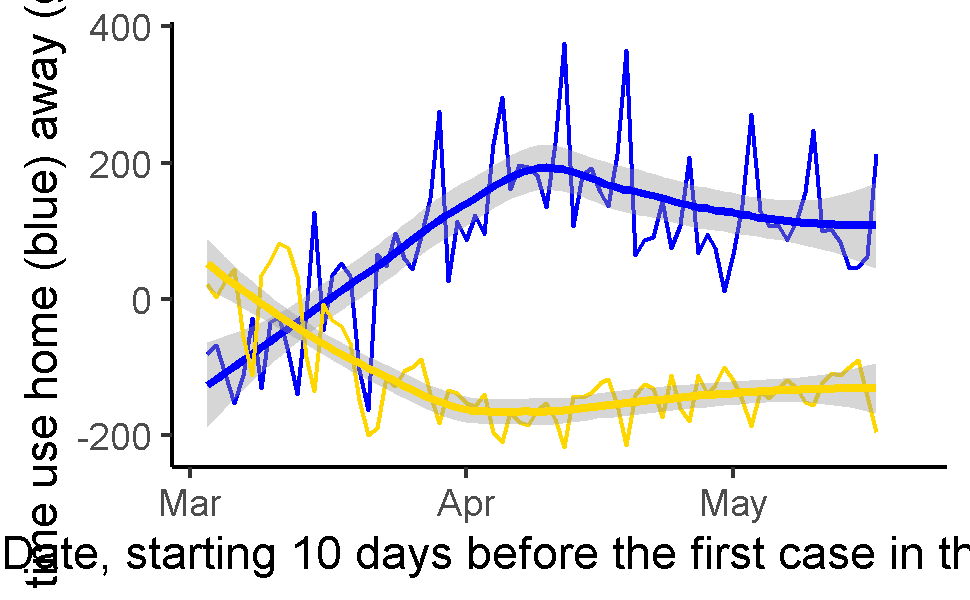 400
200
0
-200
time use home (blue) away (
Mar Apr May
Date, starting 10 days before the first case in